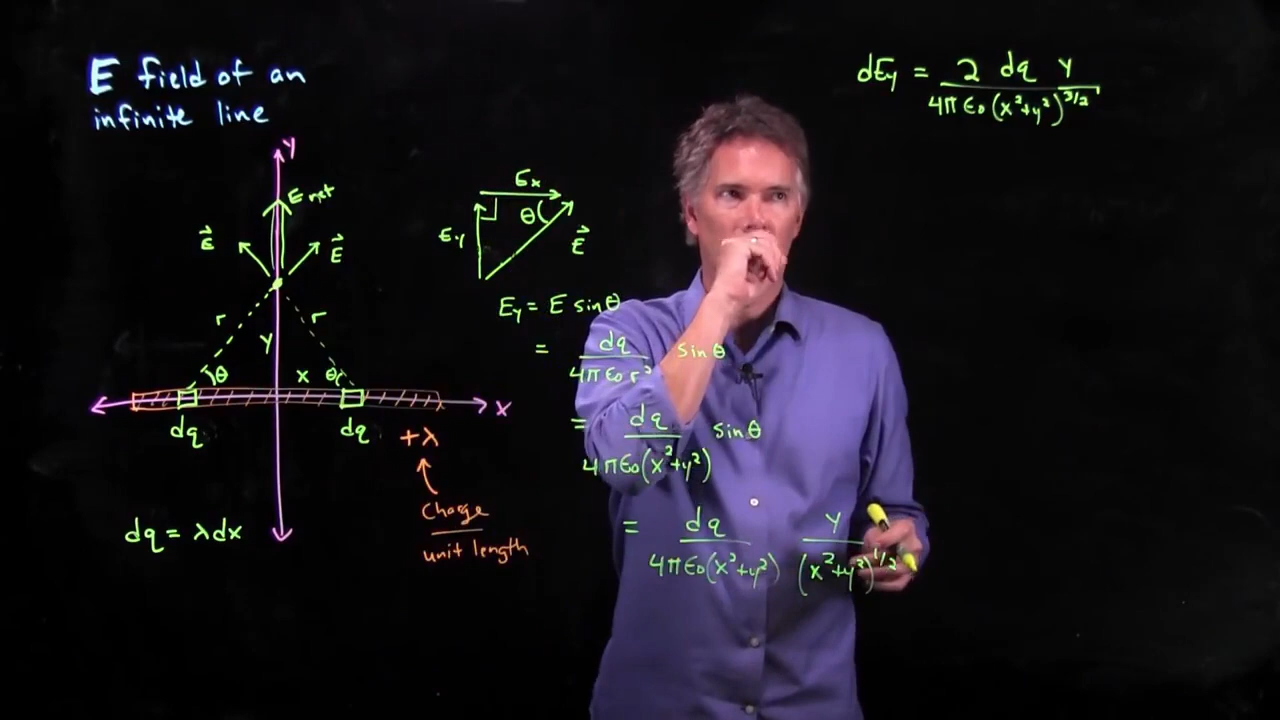 E field of an
infinite line
Y
E net
E⃗ E⃗
r r
Y
θ x θ
x
dq dq
+λ
Charge
unit length
dq = λdx
Ex
θ
Ey E⃗
Ey = E sinθ
= dq / 4πε₀r² sinθ
= dq / 4πε₀(x²+y²) sinθ
= dq / 4πε₀(x²+y²) y / (x²+y²)^1/2
dEy = 2 dq y / 4πε₀(x²+y²)^3/2